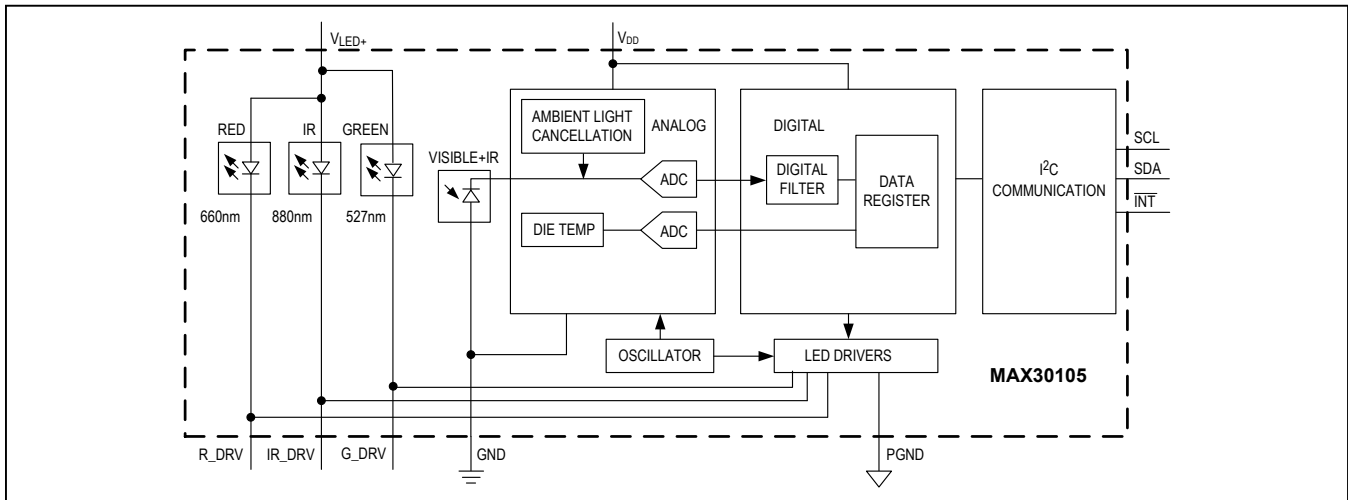 VLED+
VDD
AMBIENT LIGHT
CANCELLATION
ANALOG
DIGITAL
RED
IR
GREEN
VISIBLE+IR
ADC
DIGITAL
FILTER
DATA
REGISTER
I2C
COMMUNICATION
SCL
SDA
INT
660nm
880nm
527nm
DIE TEMP
ADC
OSCILLATOR
LED DRIVERS
MAX30105
R_DRV
IR_DRV
G_DRV
GND
PGND